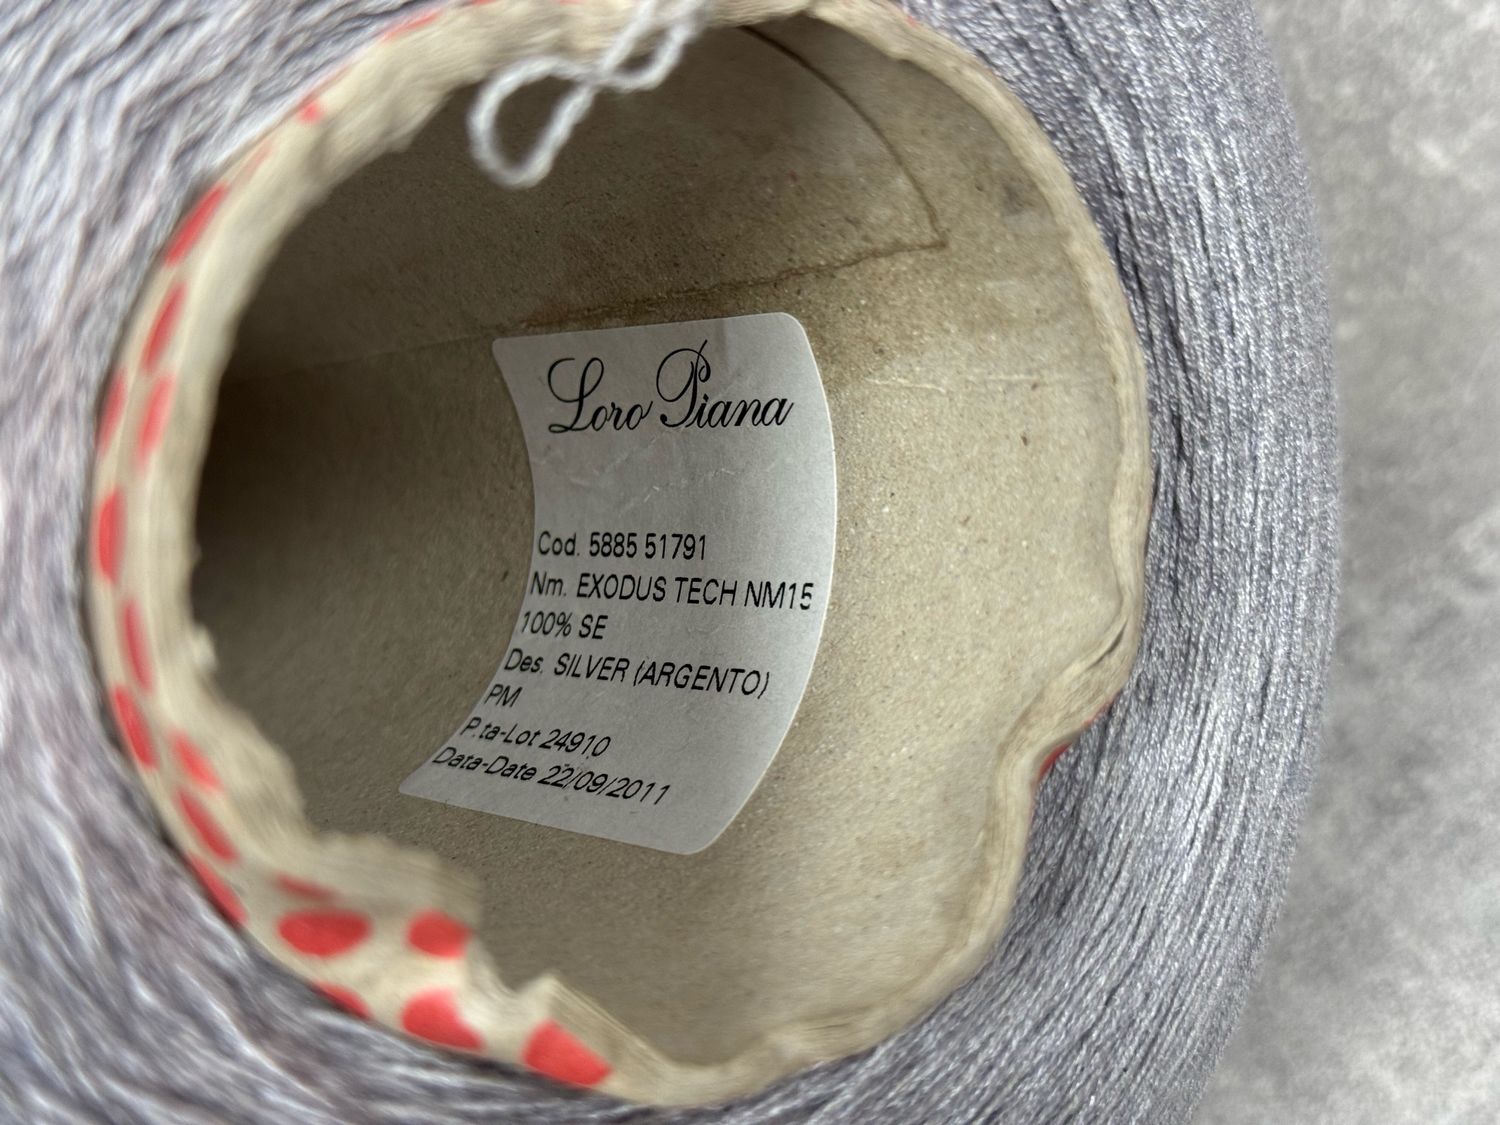 Loro Piana
Cod. 5885 51791
Nm. EXODUS TECH NM15
100% SE
Des. SILVER (ARGENTO)
PM
P.ta-Lot 24910
Data-Date 22/09/2011